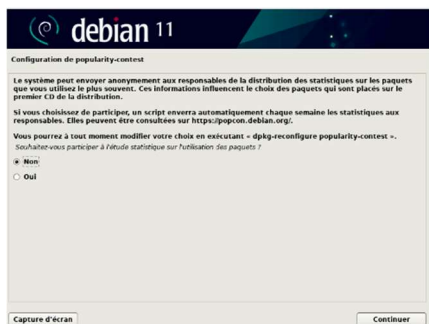 debian 11
Configuration de popularity-contest
Le système peut envoyer anonymement aux responsables de la distribution des statistiques sur les paquets
que vous utilisez le plus souvent. Ces informations influencent le choix des paquets qui sont placés sur le
premier CD de la distribution.
Si vous choisissez de participer, un script enverra automatiquement chaque semaine les statistiques aux
responsables. Elles peuvent être consultées sur https://popcon.debian.org/.
Vous pourrez à tout moment modifier votre choix en exécutant « dpkg-reconfigure popularity-contest ».
Souhaitez-vous participer à l'étude statistique sur l'utilisation des paquets ?
Non
Oui
Capture d'écran
Continuer